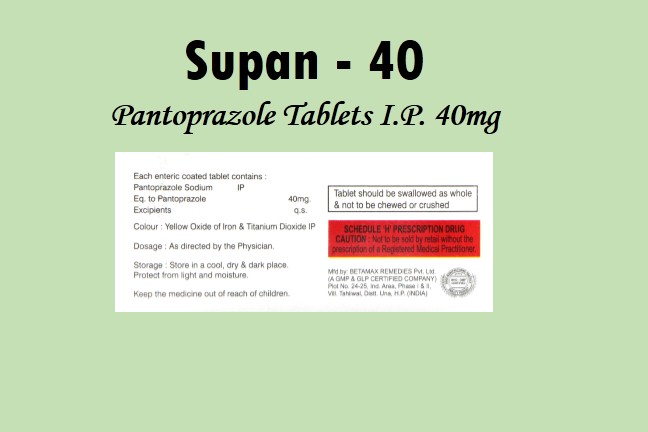 Supan - 40
Pantoprazole Tablets I.P. 40mg
Each enteric coated tablet contains :
Pantoprazole Sodium IP
Eq. to Pantoprazole 40mg.
Excipients q.s.
Colour : Yellow Oxide of Iron & Titanium Dioxide IP
Dosage : As directed by the Physician.
Storage : Store in a cool, dry & dark place.
Protect from light and moisture.
Keep the medicine out of reach of children.
Tablet should be swallowed as whole
& not to be chewed or crushed
SCHEDULE 'H' PRESCRIPTION DRUG
CAUTION : Not to be sold by retail without the
prescription of a Registered Medical Practitioner.
Mfd.by: BETAMAX REMEDIES Pvt. Ltd.
(A GMP & GLP CERTIFIED COMPANY)
Plot No. 24-25, Ind. Area, Phase I & II,
Vill. Tahliwal, Distt. Una, H.P. (INDIA)